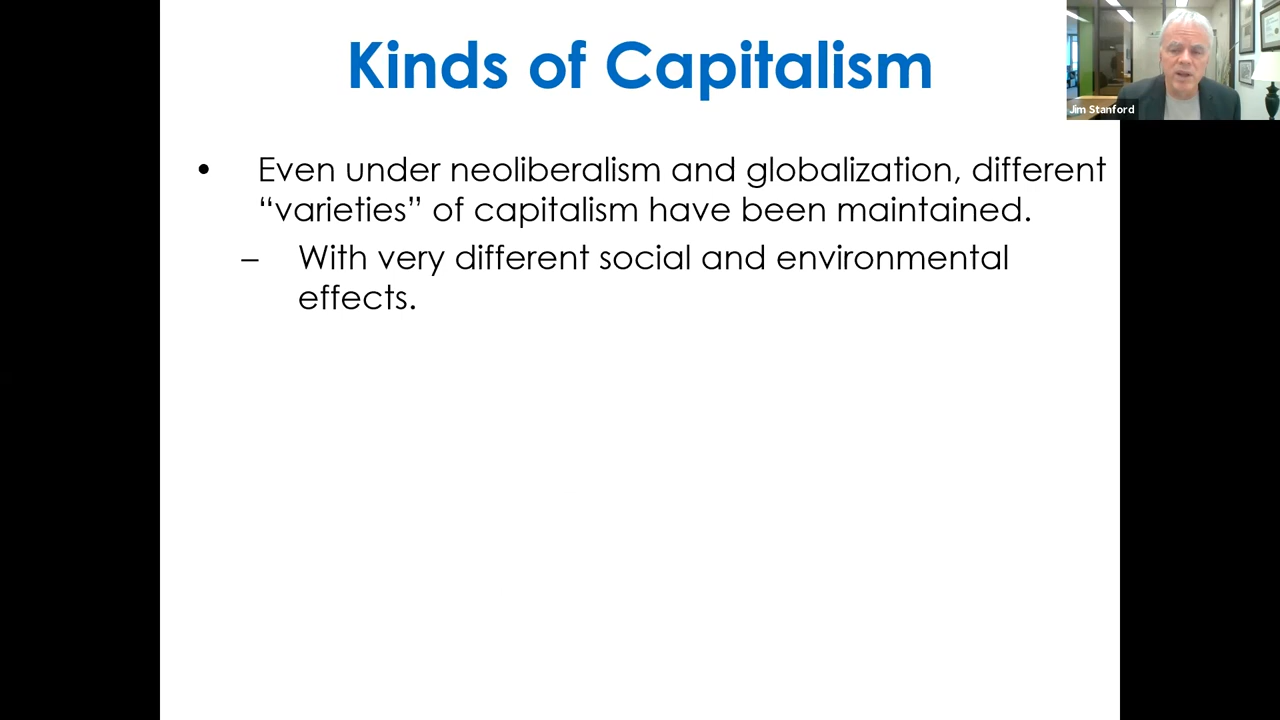 Kinds of Capitalism
Jim Stanford
• Even under neoliberalism and globalization, different
“varieties” of capitalism have been maintained.
– With very different social and environmental
effects.